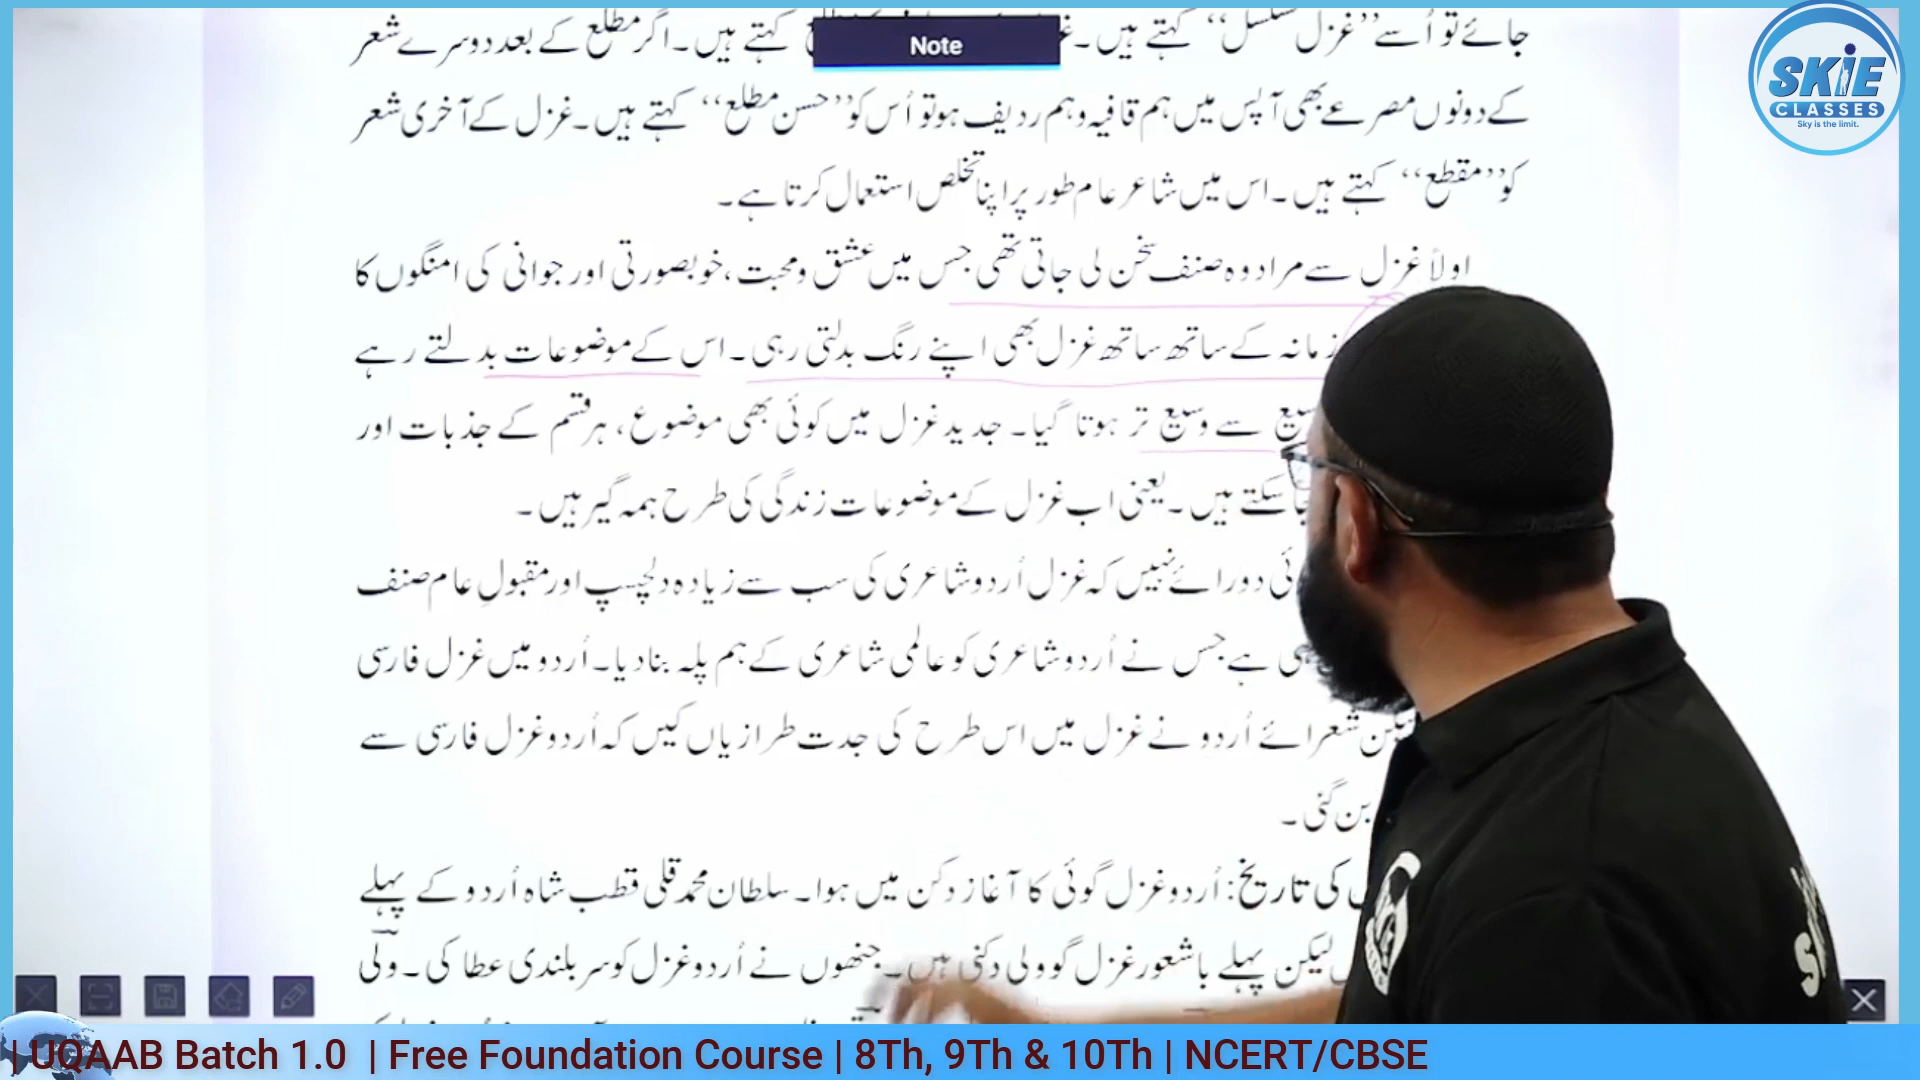 جائے تو اُسے ”غزل مسلسل“ کہتے ہیں۔ کہتے ہیں۔ اگر مطلع کے بعد دوسرے شعر
Note
SKIE
CLASSES
Sky is the limit.
کے دونوں مصرعے بھی آپس میں ہم قافیہ و ہم ردیف ہو تو اُس کو ”حسن مطلع“ کہتے ہیں۔ غزل کے آخری شعر
کو ”مقطع“ کہتے ہیں۔ اس میں شاعر عام طور پر اپنا تخلص استعمال کرتا ہے۔
اولاً غزل سے مراد وہ صنف سخن لی جاتی تھی جس میں عشق و محبت، خوبصورتی اور جوانی کی امنگوں کا
زمانہ کے ساتھ ساتھ غزل بھی اپنے رنگ بدلتی رہی۔ اس کے موضوعات بدلتے رہے
سے وسیع تر ہوتا گیا۔ جدید غزل میں کوئی بھی موضوع، ہر قسم کے جذبات اور
جا سکتے ہیں۔ یعنی اب غزل کے موضوعات زندگی کی طرح ہمہ گیر ہیں۔
دورائے نہیں کہ غزل اُردو شاعری کی سب سے زیادہ دلچسپ اور مقبولِ عام صنف
ہے جس نے اُردو شاعری کو عالمی شاعری کے ہم پلہ بنا دیا۔ اُردو میں غزل فارسی
شعرائے اُردو نے غزل میں اس طرح کی جدت طرازیاں کیں کہ اُردو غزل فارسی سے
بن گئی۔
کی تاریخ: اُردو غزل گوئی کا آغاز دکن میں ہوا۔ سلطان محمد قلی قطب شاہ اُردو کے پہلے
لیکن پہلے باشعور غزل گو ولی دکنی ہیں۔ جنھوں نے اُردو غزل کو سر بلندی عطا کی۔ ولی
| UQAAB Batch 1.0 | Free Foundation Course | 8Th, 9Th & 10Th | NCERT/CBSE